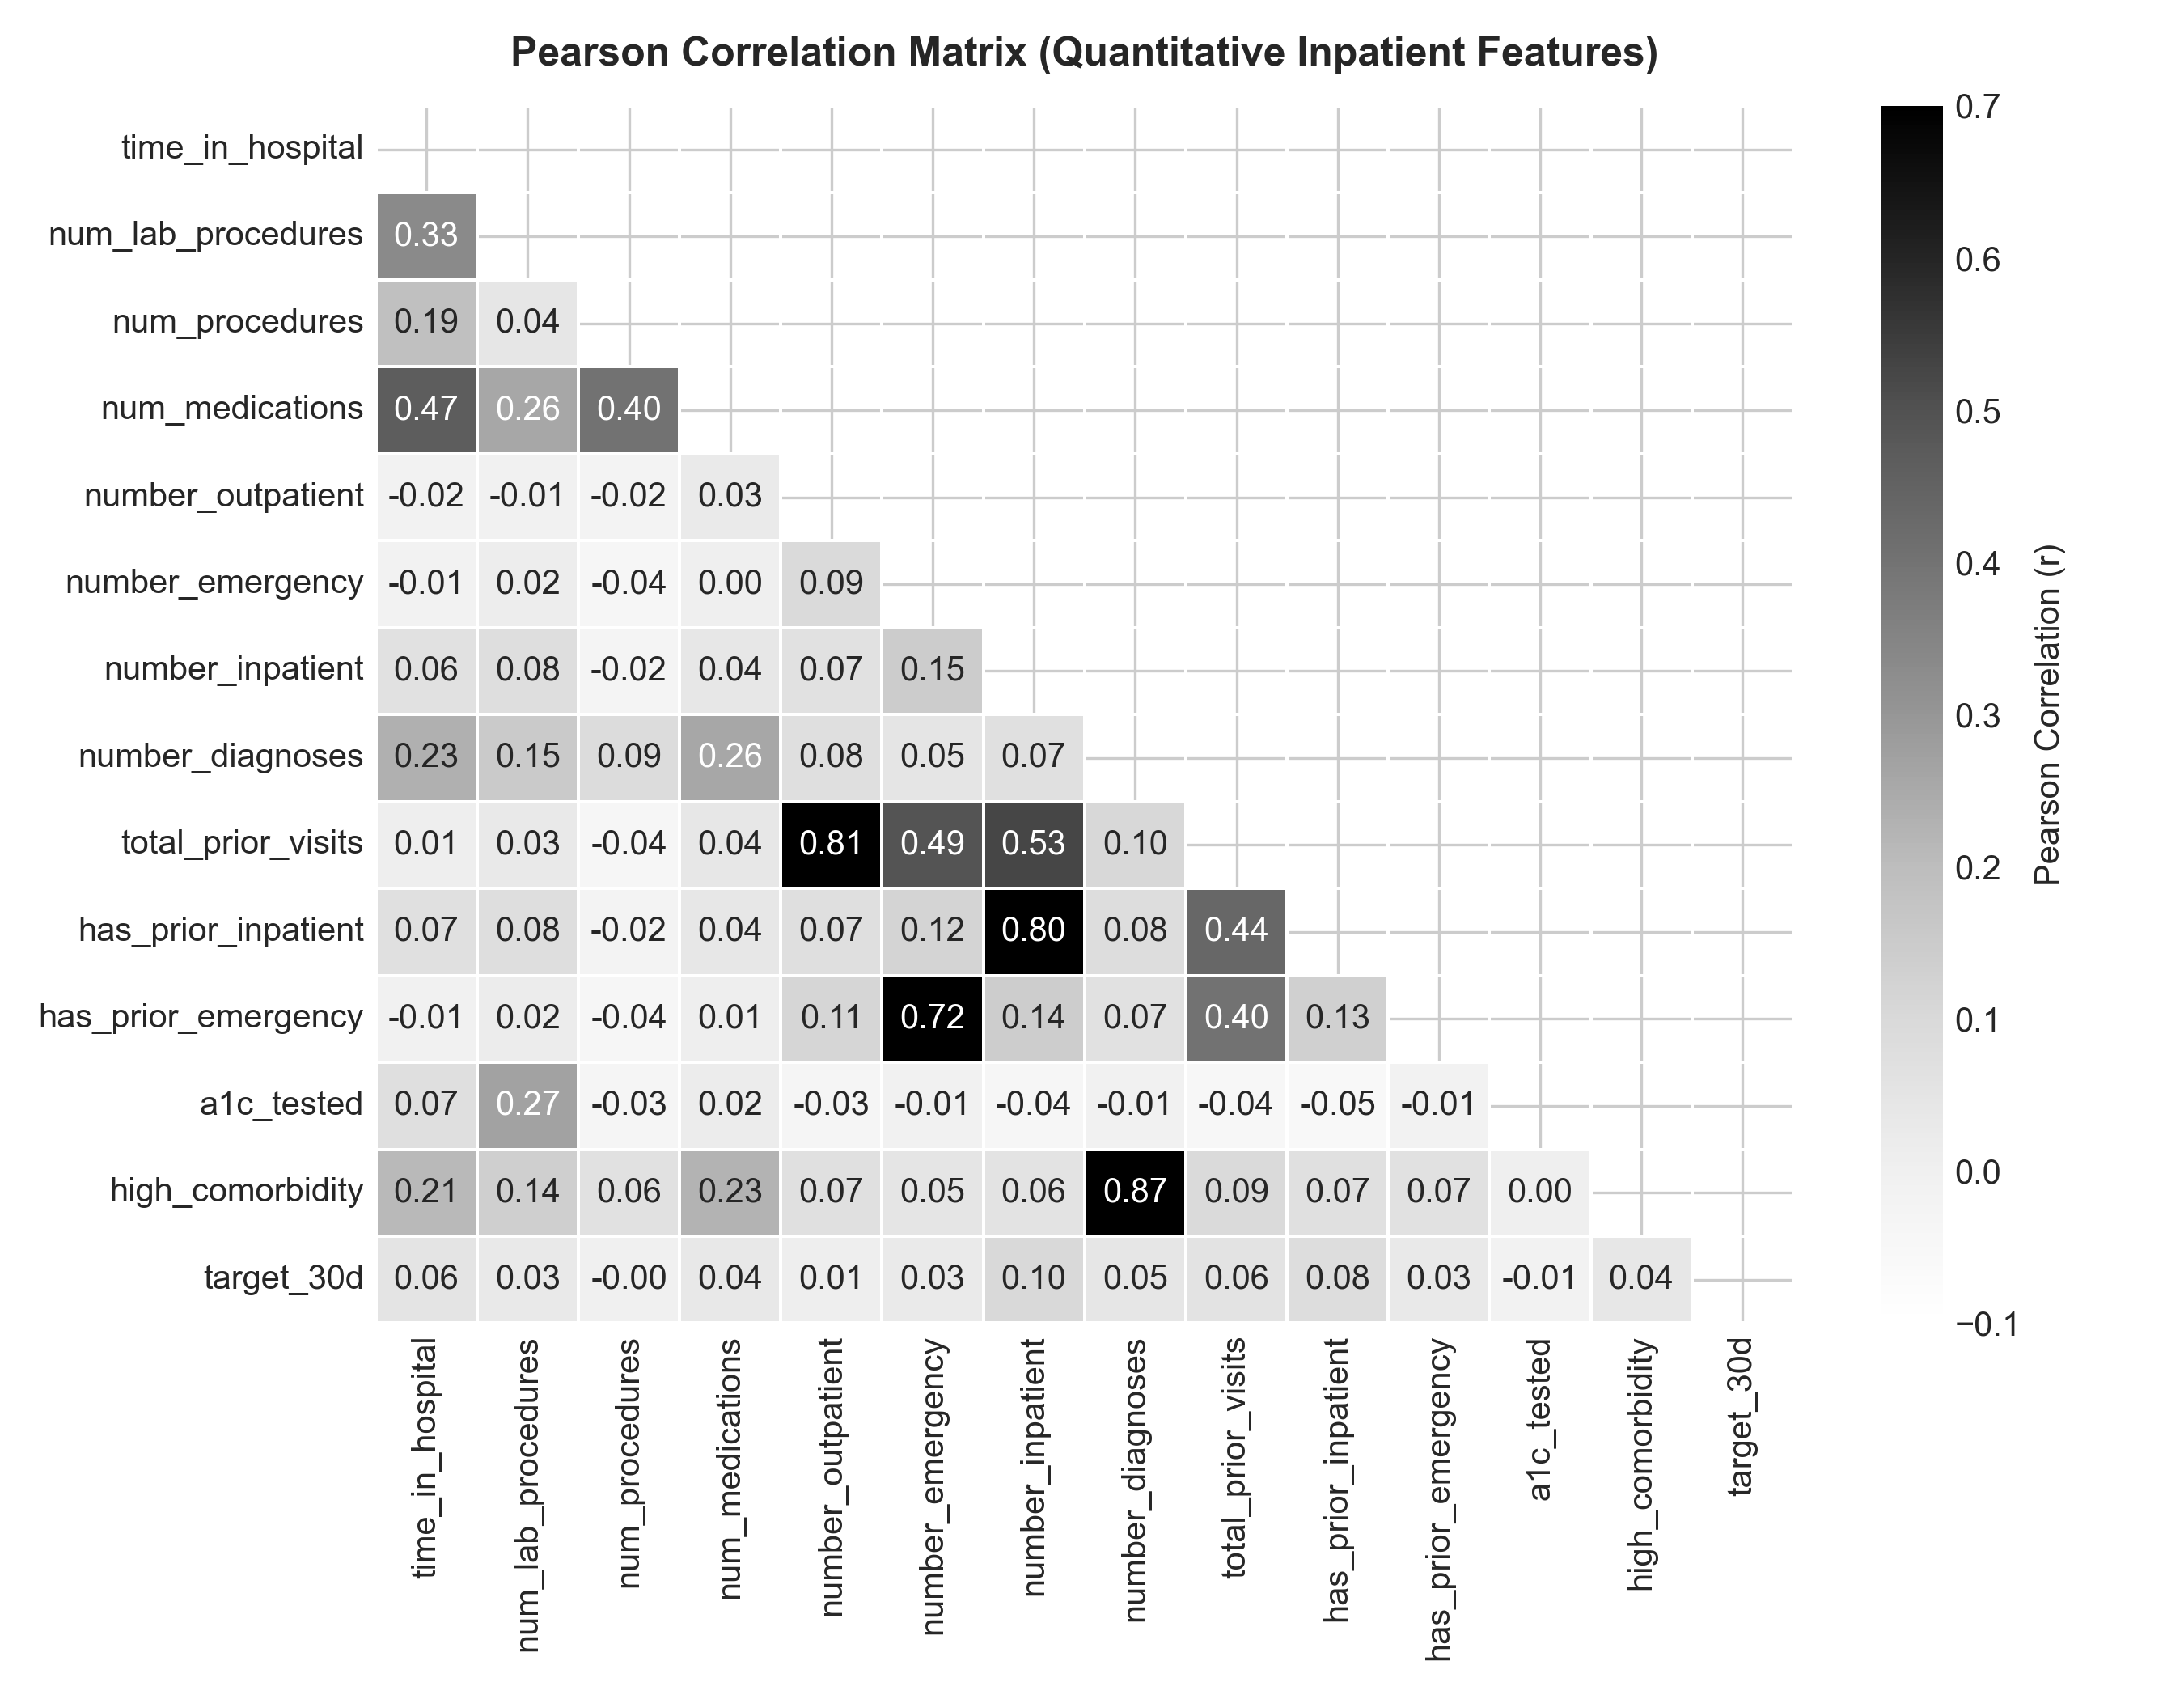 Pearson Correlation Matrix (Quantitative Inpatient Features)
time_in_hospital
num_lab_procedures 0.33
num_procedures 0.19 0.04
num_medications 0.47 0.26 0.40
number_outpatient -0.02 -0.01 -0.02 0.03
number_emergency -0.01 0.02 -0.04 0.00 0.09
number_inpatient 0.06 0.08 -0.02 0.04 0.07 0.15
number_diagnoses 0.23 0.15 0.09 0.26 0.08 0.05 0.07
total_prior_visits 0.01 0.03 -0.04 0.04 0.81 0.49 0.53 0.10
has_prior_inpatient 0.07 0.08 -0.02 0.04 0.07 0.12 0.80 0.08 0.44
has_prior_emergency -0.01 0.02 -0.04 0.01 0.11 0.72 0.14 0.07 0.40 0.13
a1c_tested 0.07 0.27 -0.03 0.02 -0.03 -0.01 -0.04 -0.01 -0.04 -0.05 -0.01
high_comorbidity 0.21 0.14 0.06 0.23 0.07 0.05 0.06 0.87 0.09 0.07 0.07 0.00
target_30d 0.06 0.03 -0.00 0.04 0.01 0.03 0.10 0.05 0.06 0.08 0.03 -0.01 0.04
time_in_hospital
num_lab_procedures
num_procedures
num_medications
number_outpatient
number_emergency
number_inpatient
number_diagnoses
total_prior_visits
has_prior_inpatient
has_prior_emergency
a1c_tested
high_comorbidity
target_30d
0.7
0.6
0.5
0.4
0.3
0.2
0.1
0.0
−0.1
Pearson Correlation (r)